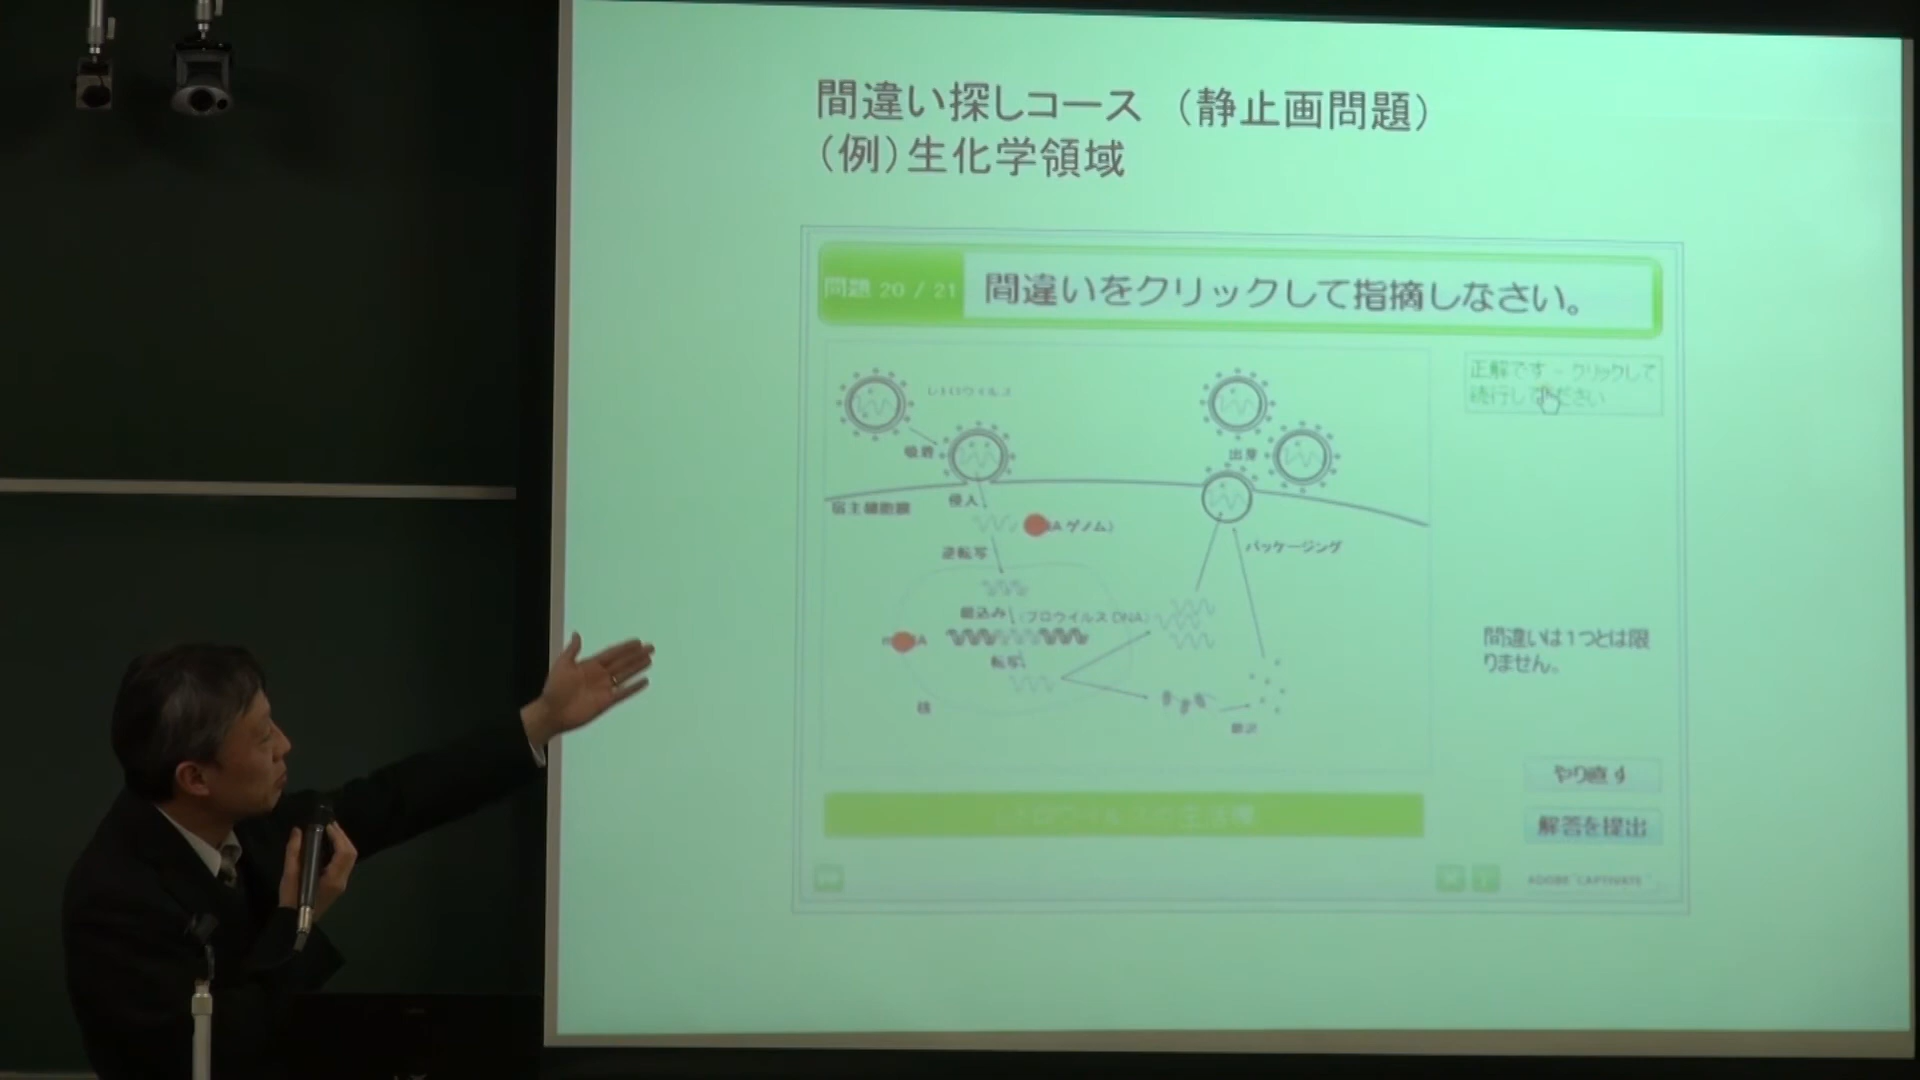 間違い探しコース （静止画問題）
（例）生化学領域
問題 20 / 21
間違いをクリックして指摘しなさい。
正解です - クリックして
続行してください
レトロウイルス
吸着
出芽
宿主細胞膜
侵入
Aゲノム)
逆転写
パッケージング
組込み
(プロウイルス DNA)
A
転写
核
翻訳
間違いは1つとは限
りません。
やり直す
解答を提出
ADOBE CAPTIVATE